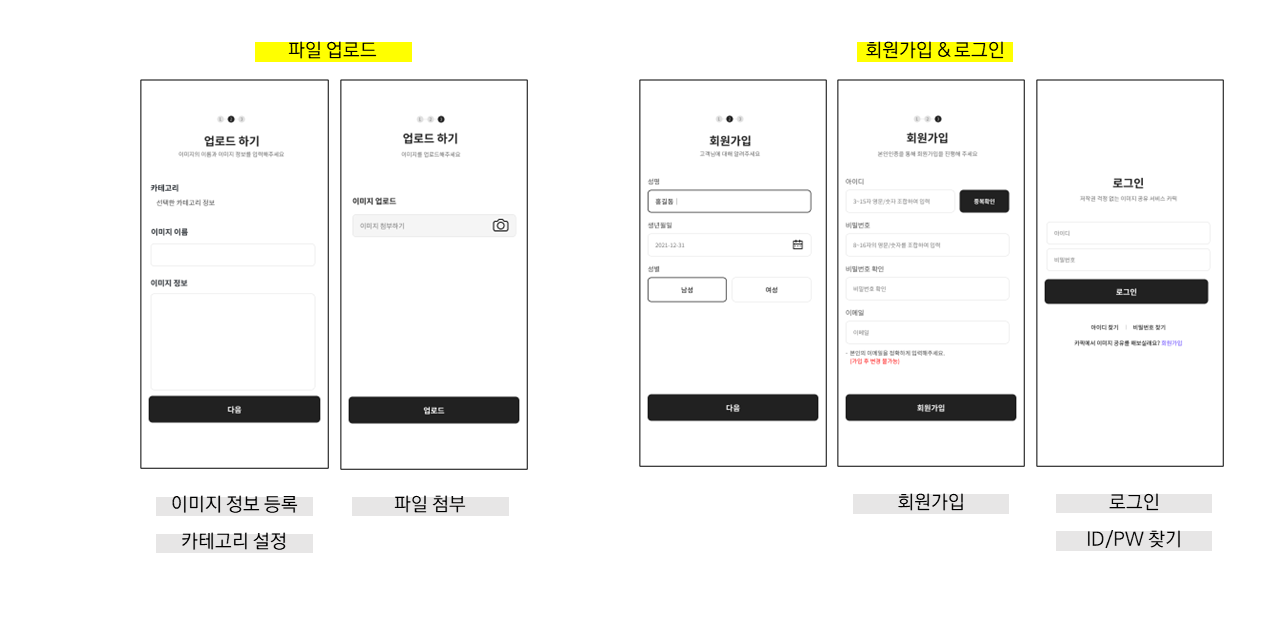 파일 업로드
회원가입 & 로그인
① ❷ ③
업로드 하기
이미지의 이름과 이미지 정보를 입력해주세요
카테고리
선택한 카테고리 정보
이미지 이름
이미지 정보
다음
① ② ❸
업로드 하기
이미지를 업로드해주세요
이미지 업로드
이미지 첨부하기
업로드
① ❷ ③
회원가입
고객님에 대해 알려주세요
성명
홍길동
생년월일
2021-12-31
성별
남성 여성
다음
① ② ❸
회원가입
본인인증을 통해 회원가입을 진행해 주세요
아이디
3~15자 영문/숫자 조합하여 입력 중복확인
비밀번호
8~16자의 영문/숫자를 조합하여 입력
비밀번호 확인
비밀번호 확인
이메일
이메일
- 본인의 이메일을 정확하게 입력해주세요.
(가입 후 변경 불가능)
회원가입
로그인
저작권 걱정 없는 이미지 공유 서비스 카픽
아이디
비밀번호
로그인
아이디 찾기 | 비밀번호 찾기
카픽에서 이미지 공유를 해보실래요? 회원가입
이미지 정보 등록
카테고리 설정
파일 첨부
회원가입
로그인
ID/PW 찾기